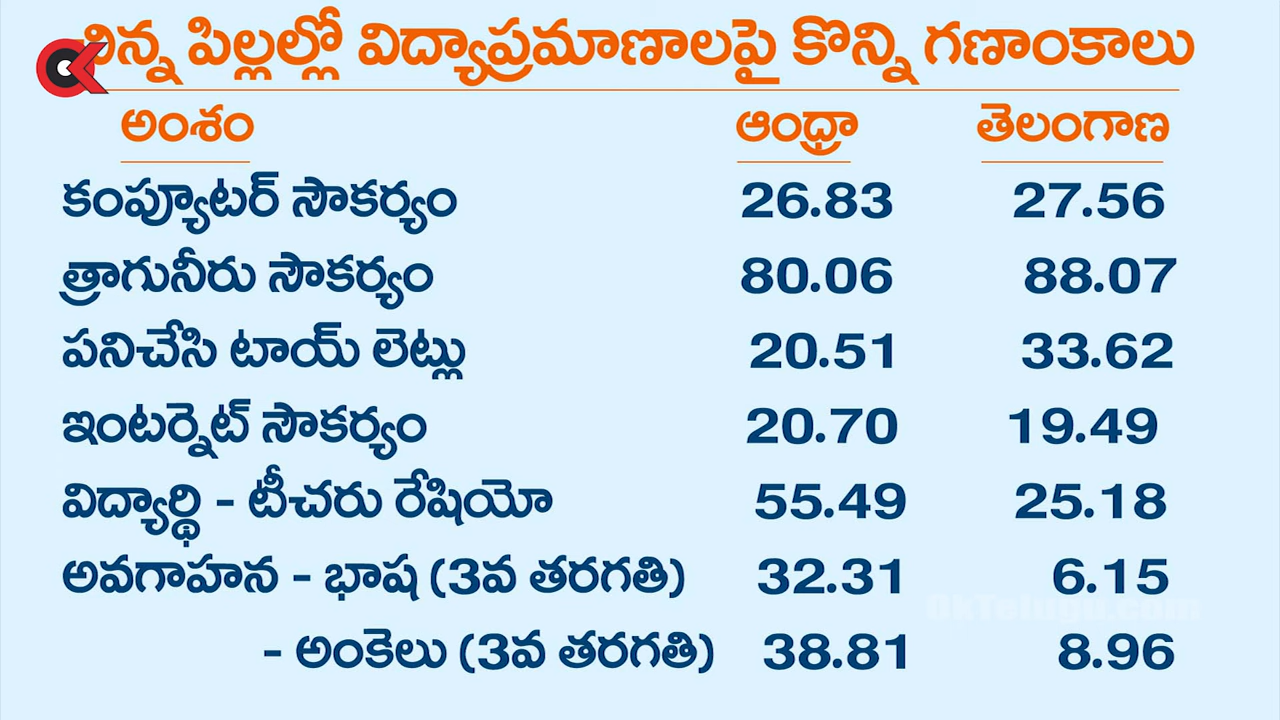 చిన్న పిల్లల్లో విద్యాప్రమాణాలపై కొన్ని గణాంకాలు
అంశం ఆంధ్రా తెలంగాణ
కంప్యూటర్ సౌకర్యం 26.83 27.56
త్రాగునీరు సౌకర్యం 80.06 88.07
పనిచేసి టాయ్ లెట్లు 20.51 33.62
ఇంటర్నెట్ సౌకర్యం 20.70 19.49
విద్యార్థి - టీచరు రేషియో 55.49 25.18
అవగాహన - భాష (3వ తరగతి) 32.31 6.15
- అంకెలు (3వ తరగతి) 38.81 8.96
GkTelugu.com